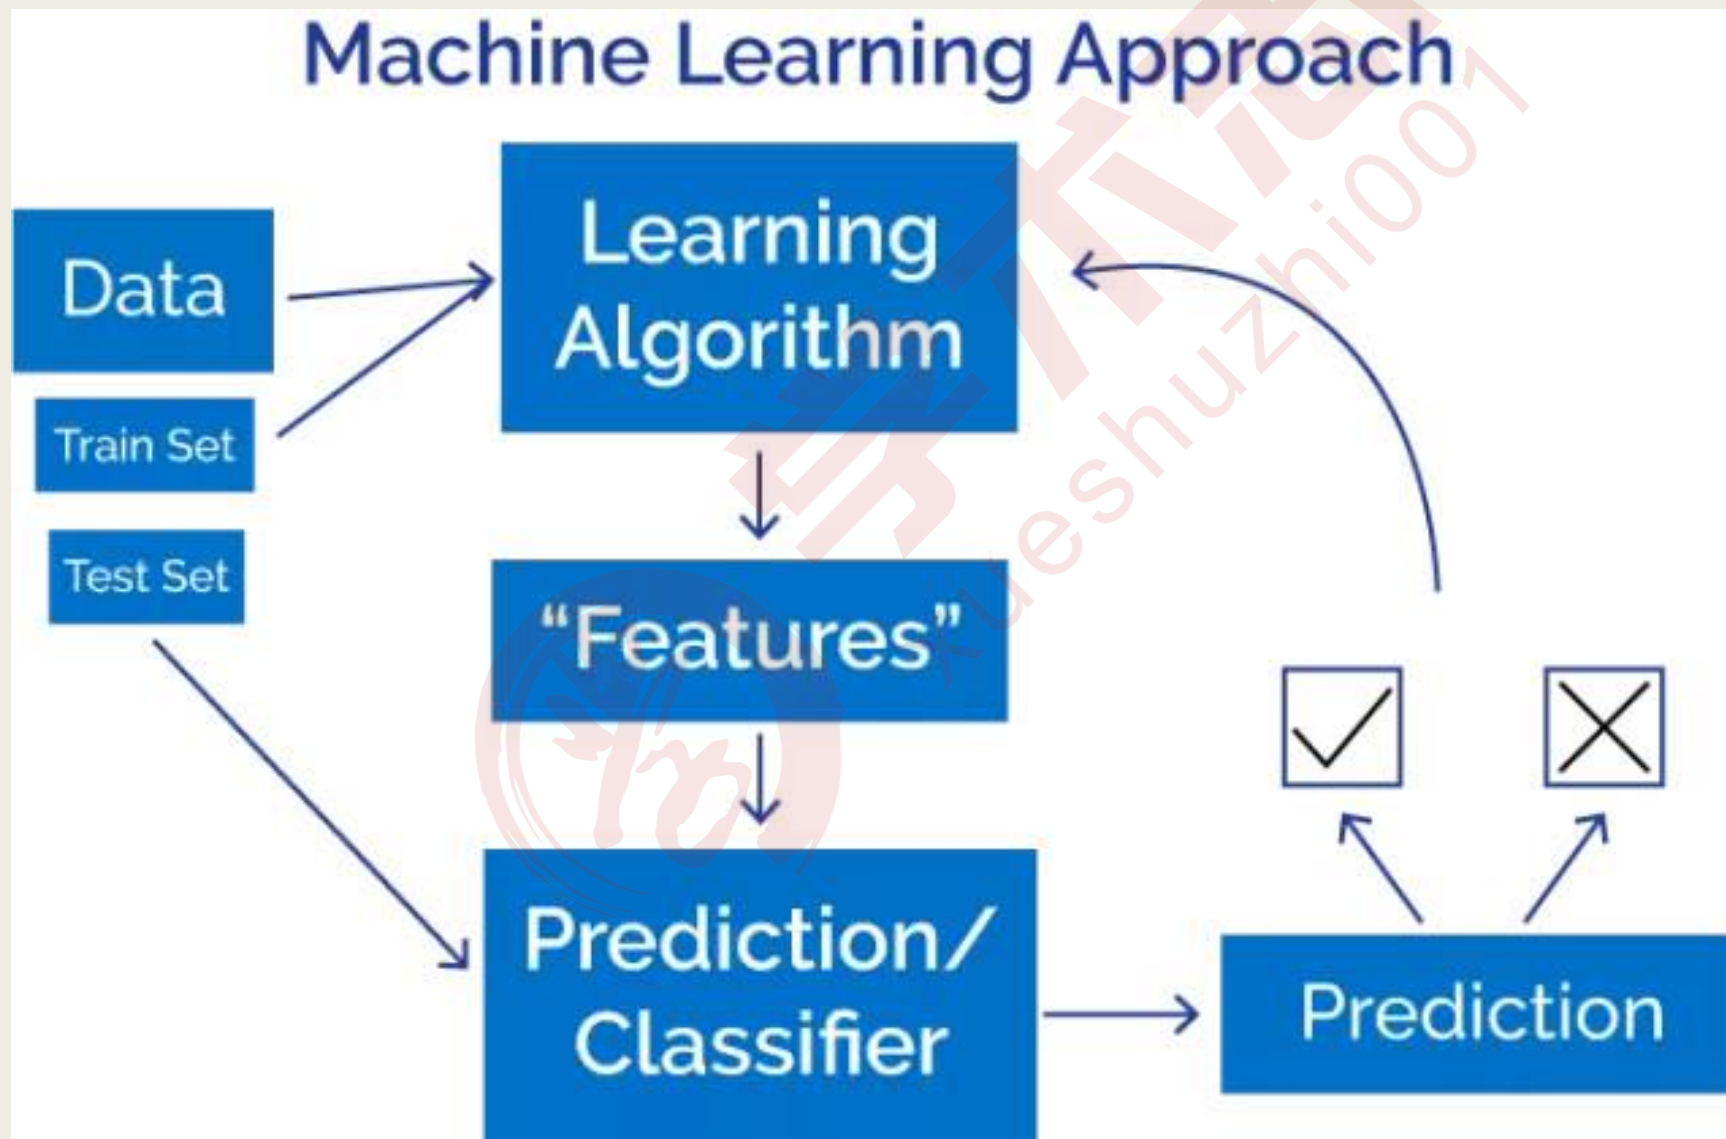 Machine Learning Approach
Data
Train Set
Test Set
Learning
Algorithm
“Features”
Prediction/
Classifier
Prediction
xueshuzhi001